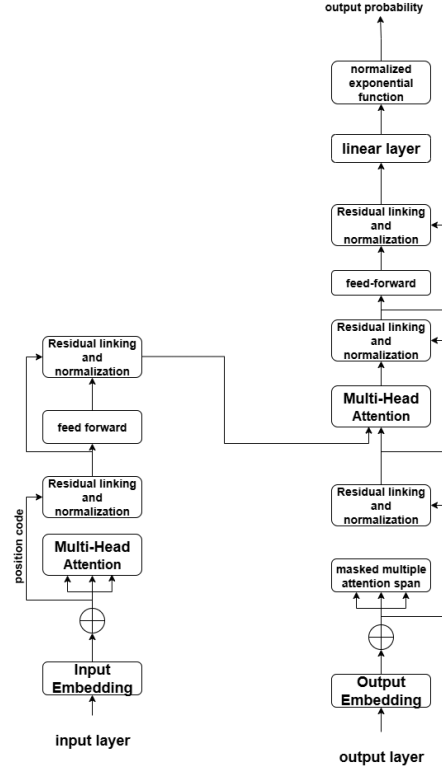 output probability
normalized
exponential
function
linear layer
Residual linking
and
normalization
feed-forward
Residual linking
and
normalization
Multi-Head
Attention
Residual linking
and
normalization
masked multiple
attention span
Output
Embedding
output layer
Residual linking
and
normalization
feed forward
Residual linking
and
normalization
position code
Multi-Head
Attention
Input
Embedding
input layer